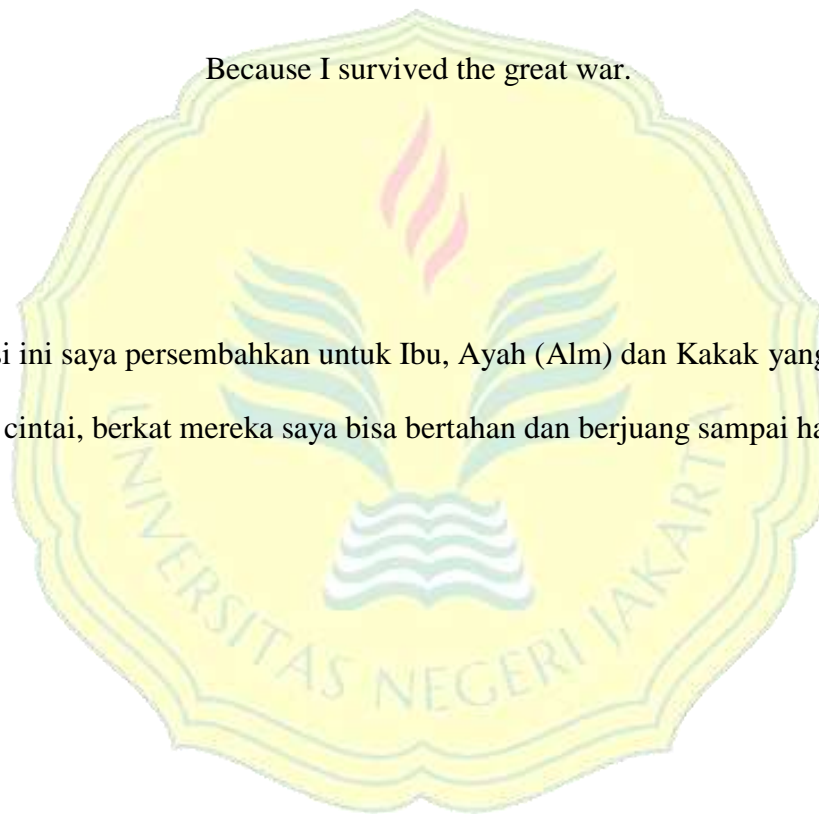 Because I survived the great war.
si ini saya persembahkan untuk Ibu, Ayah (Alm) dan Kakak yang
cintai, berkat mereka saya bisa bertahan dan berjuang sampai ha
UNIVERSITAS NEGERI JAKARTA